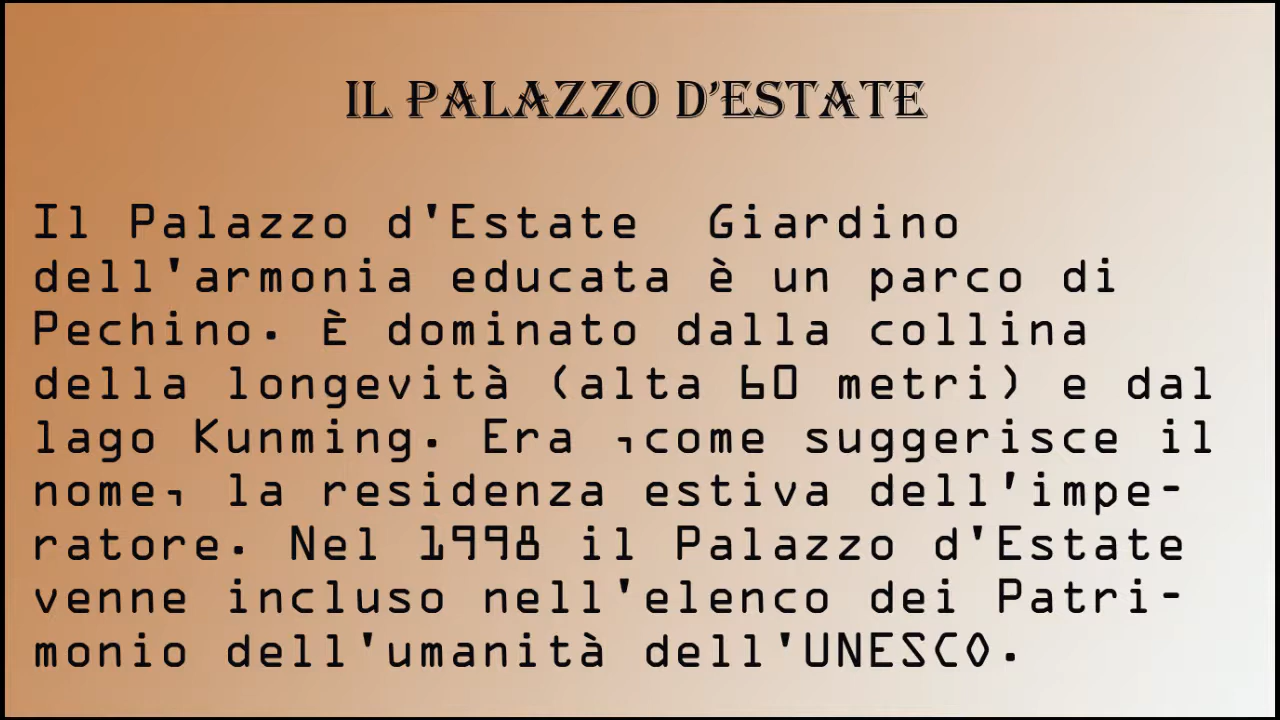 IL PALAZZO D'ESTATE
Il Palazzo d'Estate  Giardino
dell'armonia educata è un parco di
Pechino. È dominato dalla collina
della longevità (alta 60 metri) e dal
lago Kunming. Era ,come suggerisce il
nome, la residenza estiva dell'impe-
ratore. Nel 1998 il Palazzo d'Estate
venne incluso nell'elenco dei Patri-
monio dell'umanità dell'UNESCO.